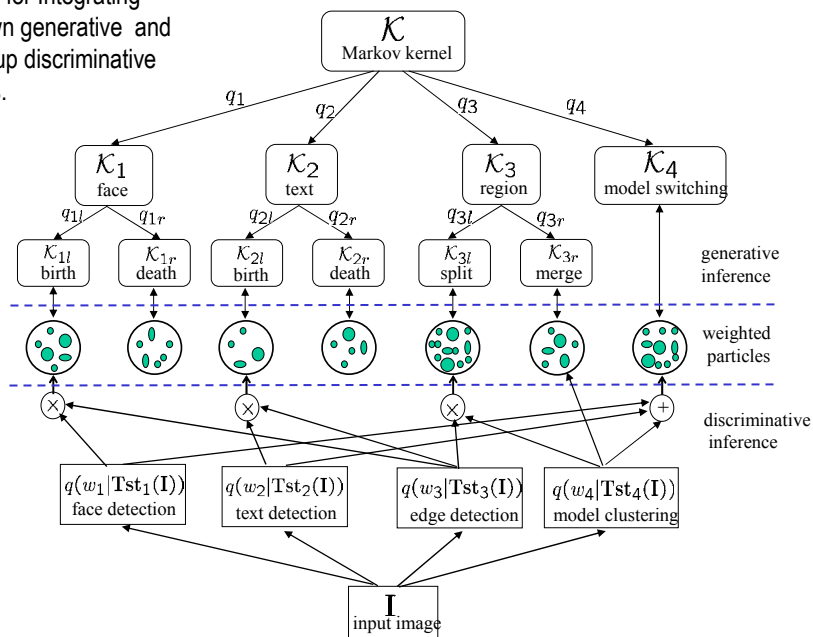 for integrating
wn generative and
up discriminative
.
𝒦
Markov kernel
q1 q2 q3 q4
𝒦1 𝒦2 𝒦3 𝒦4
face text region model switching
q1l q1r q2l q2r q3l q3r
𝒦1l 𝒦1r 𝒦2l 𝒦2r 𝒦3l 𝒦3r
birth death birth death split merge
generative
inference
weighted
particles
× × × +
discriminative
inference
q(w1|Tst1(I)) q(w2|Tst2(I)) q(w3|Tst3(I)) q(w4|Tst4(I))
face detection text detection edge detection model clustering
I
input image